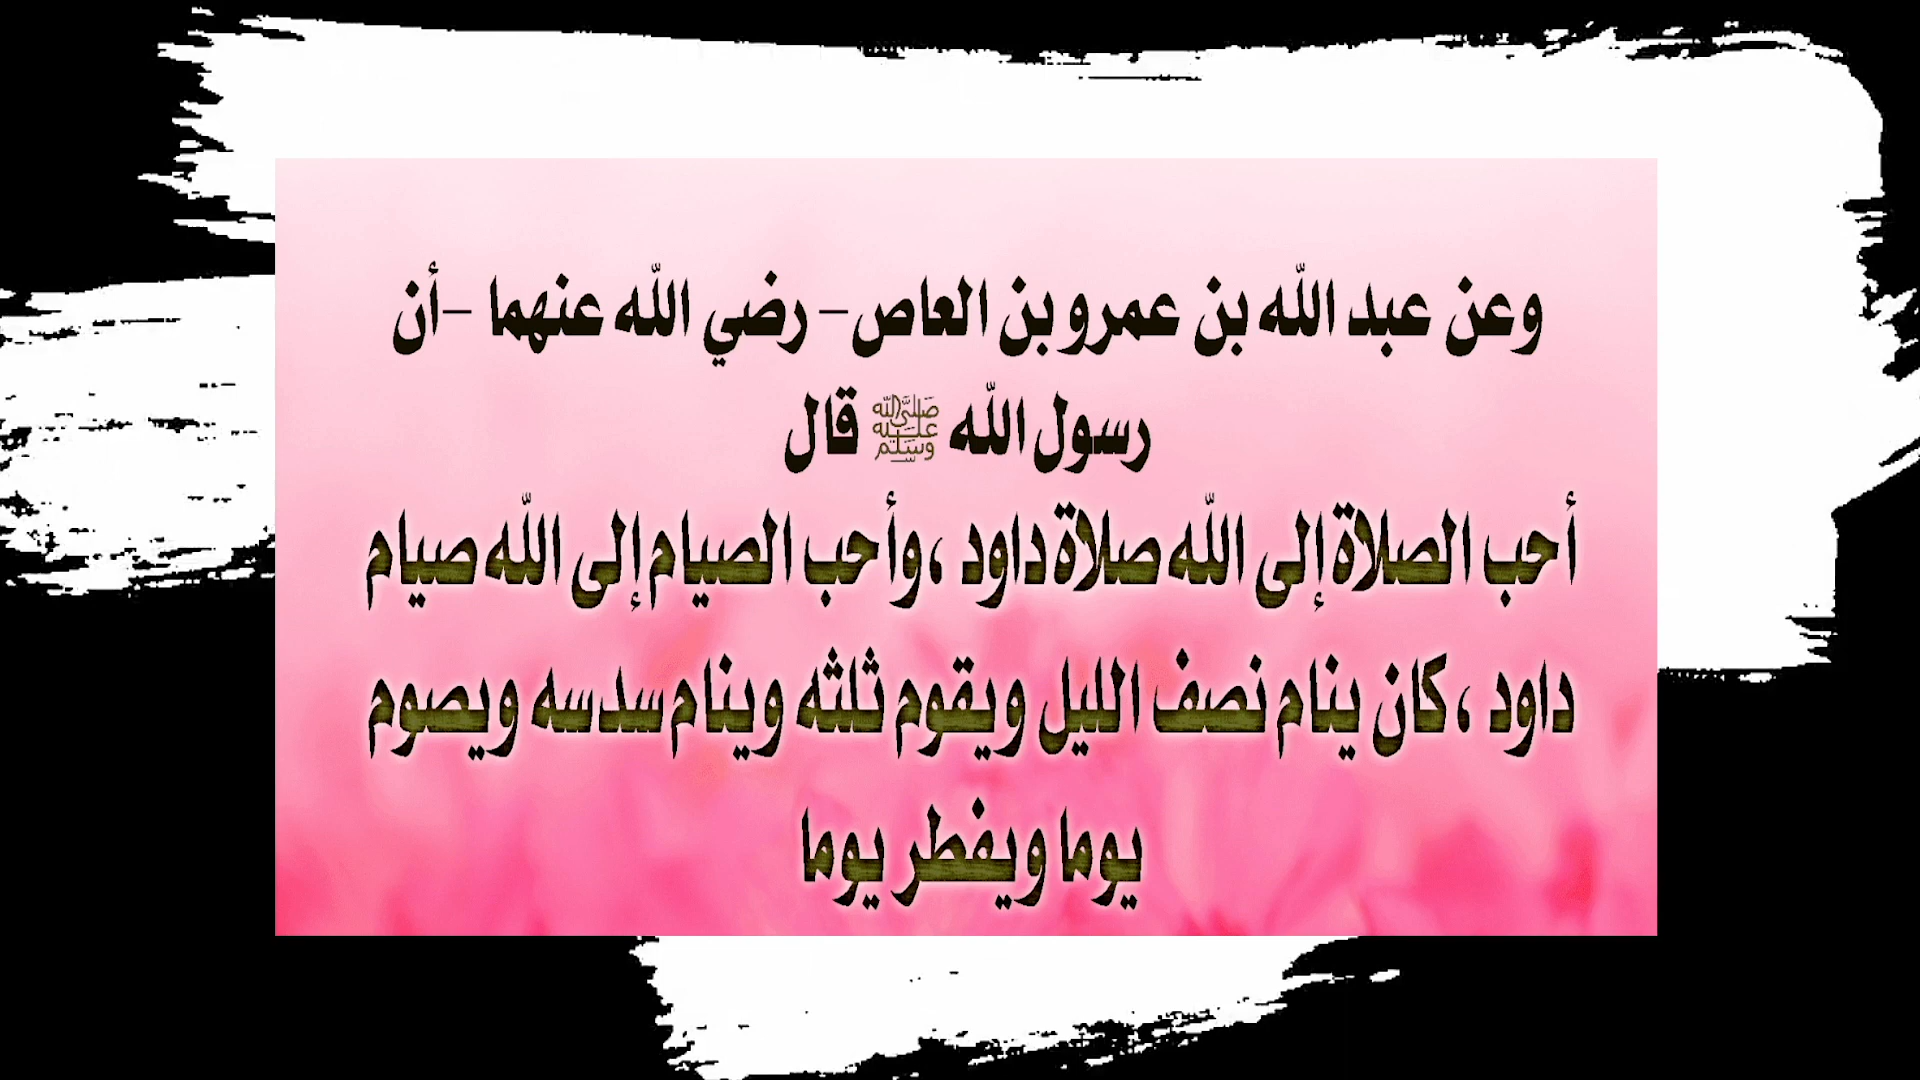 وعن عبد الله بن عمرو بن العاص- رضي الله عنهما -أن
رسول الله ﷺ قال
أحب الصلاة إلى الله صلاة داود ،وأحب الصيام إلى الله صيام
داود ، كان ينام نصف الليل ويقوم ثلثه وينام سدسه ويصوم
يوما ويفطر يوما